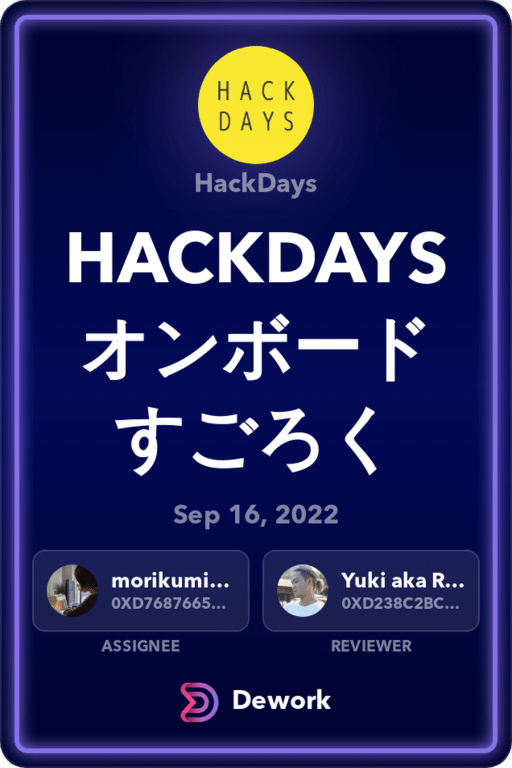 HACK
DAYS
HackDays
HACKDAYS
オンボード
すごろく
Sep 16, 2022
morikumi...
0XD7687665...
Yuki aka R...
0XD238C2BC...
ASSIGNEE
REVIEWER
Dework